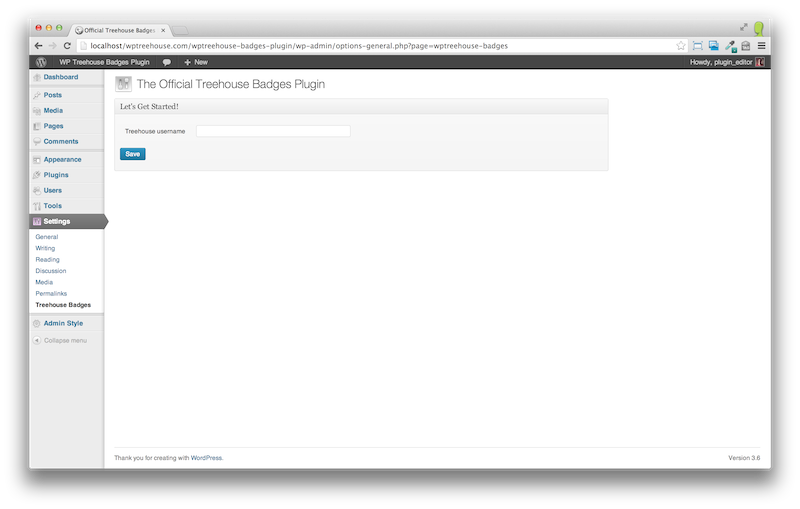 Official Treehouse Badges
localhost/wptreehouse.com/wptreehouse-badges-plugin/wp-admin/options-general.php?page=wptreehouse-badges
WP Treehouse Badges Plugin + New Howdy, plugin_editor
Dashboard
Posts
Media
Pages
Comments
Appearance
Plugins
Users
Tools
Settings
General
Writing
Reading
Discussion
Media
Permalinks
Treehouse Badges
Admin Style
Collapse menu
The Official Treehouse Badges Plugin
Let's Get Started!
Treehouse username
Save
Thank you for creating with WordPress. Version 3.6